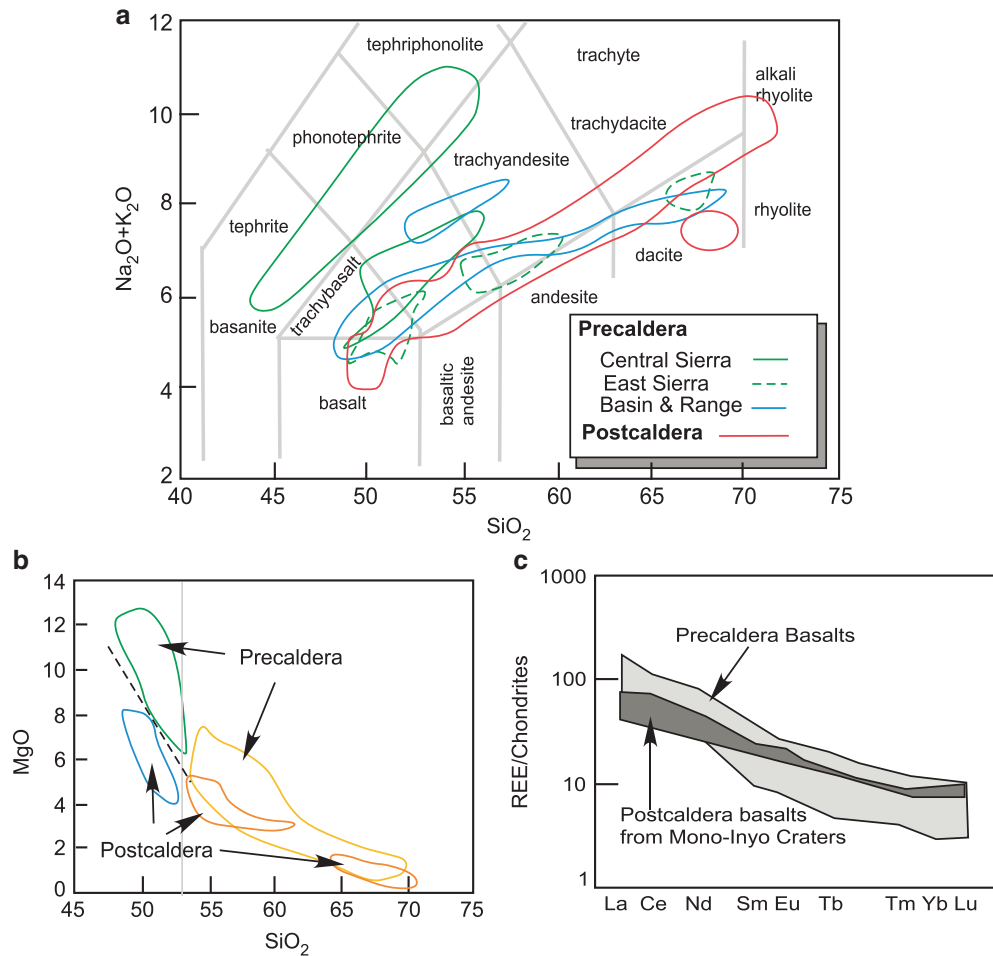 a
12
10
8
6
4
2
Na2O+K2O
tephriphonolite
trachyte
alkali
rhyolite
phonotephrite
trachydacite
trachyandesite
tephrite
rhyolite
dacite
trachybasalt
basanite
andesite
basalt
basaltic
andesite
Precaldera
Central Sierra
East Sierra
Basin & Range
Postcaldera
40 45 50 55 60 65 70 75
SiO2
b
14
12
10
8
6
4
2
0
MgO
Precaldera
Postcaldera
45 50 55 60 65 70 75
SiO2
c
1000
100
10
1
REE/Chondrites
Precaldera Basalts
Postcaldera basalts
from Mono-Inyo Craters
La Ce Nd Sm Eu Tb Tm Yb Lu